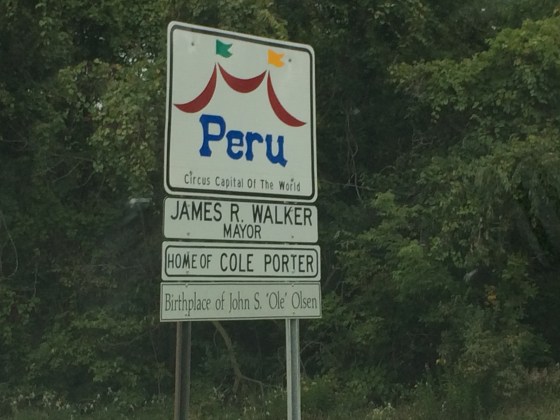 Peru
Circus Capital Of The World
JAMES R. WALKER
MAYOR
HOME OF COLE PORTER
Birthplace of John S. 'Ole' Olsen